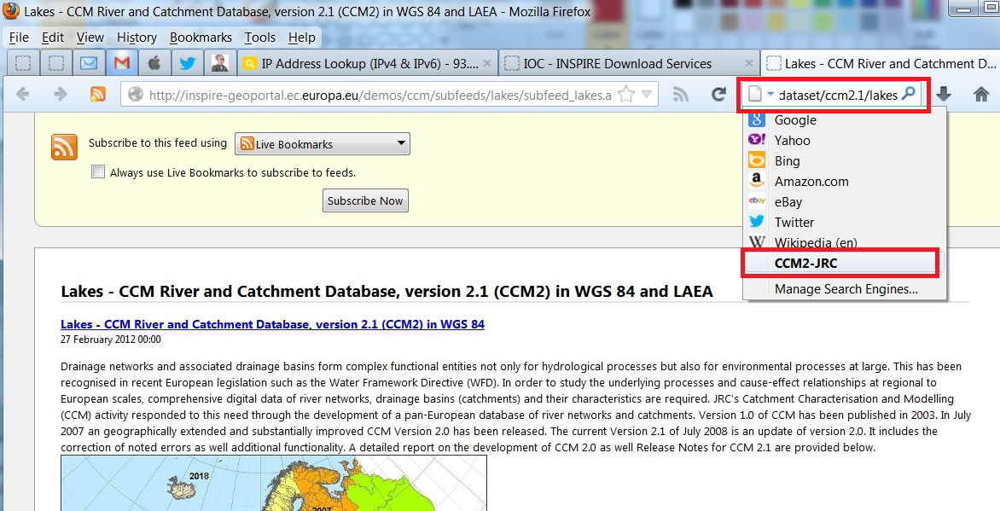 Lakes - CCM River and Catchment Database, version 2.1 (CCM2) in WGS 84 and LAEA - Mozilla Firefox
File Edit View History Bookmarks Tools Help
IP Address Lookup (IPv4 & IPv6) - 93.... × IOC - INSPIRE Download Services × Lakes - CCM River and Catchment D...
http://inspire-geoportal.ec.europa.eu/demos/ccm/subfeeds/lakes/subfeed_lakes.a dataset/ccm2.1/lakes
Google
Yahoo
Bing
Amazon.com
eBay
Twitter
Wikipedia (en)
CCM2-JRC
Manage Search Engines...
Subscribe to this feed using Live Bookmarks
Always use Live Bookmarks to subscribe to feeds.
Subscribe Now
Lakes - CCM River and Catchment Database, version 2.1 (CCM2) in WGS 84 and LAEA
Lakes - CCM River and Catchment Database, version 2.1 (CCM2) in WGS 84
27 February 2012 00:00
Drainage networks and associated drainage basins form complex functional entities not only for hydrological processes but also for environmental processes at large. This has been
recognised in recent European legislation such as the Water Framework Directive (WFD). In order to study the underlying processes and cause-effect relationships at regional to
European scales, comprehensive digital data of river networks, drainage basins (catchments) and their characteristics are required. JRC's Catchment Characterisation and Modelling
(CCM) activity responded to this need through the development of a pan-European database of river networks and catchments. Version 1.0 of CCM has been published in 2003. In July
2007 an geographically extended and substantially improved CCM Version 2.0 has been released. The current Version 2.1 of July 2008 is an update of version 2.0. It includes the
correction of noted errors as well additional functionality. A detailed report on the development of CCM 2.0 as well Release Notes for CCM 2.1 are provided below.
2018
2007